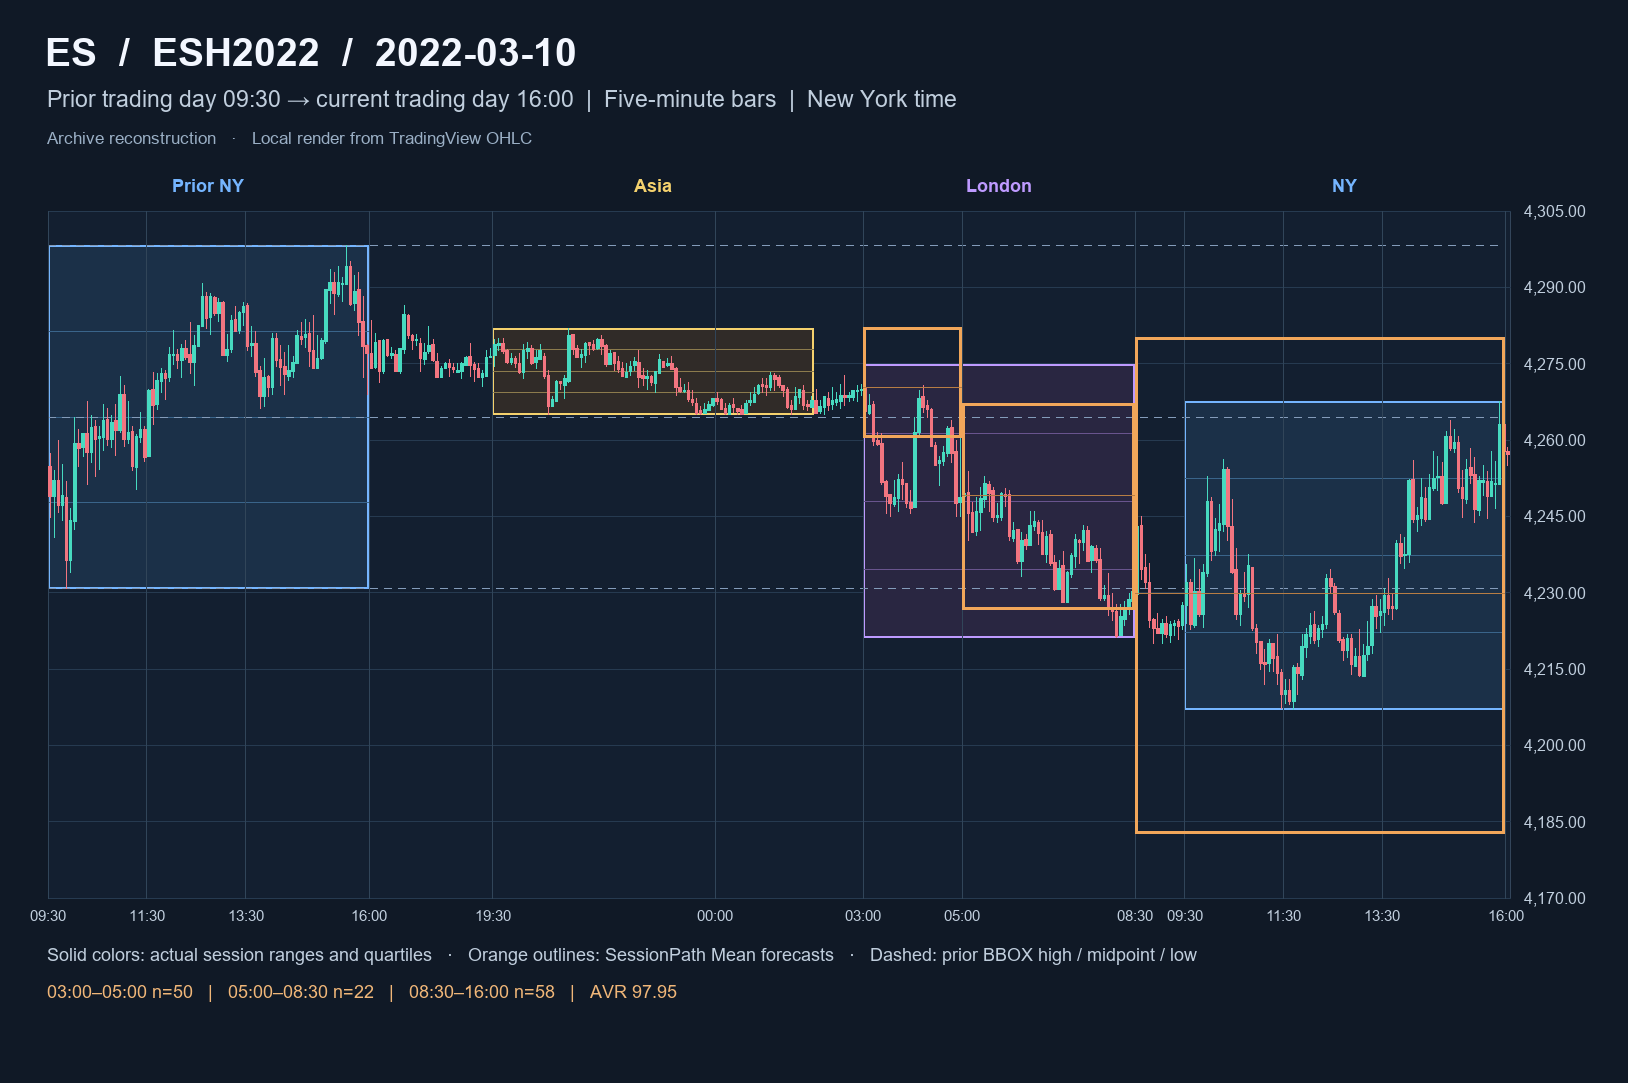 ES / ESH2022 / 2022-03-10
Prior trading day 09:30 → current trading day 16:00 | Five-minute bars | New York time
Archive reconstruction · Local render from TradingView OHLC
Prior NY Asia London NY
4,305.00
4,290.00
4,275.00
4,260.00
4,245.00
4,230.00
4,215.00
4,200.00
4,185.00
4,170.00
09:30 11:30 13:30 16:00 19:30 00:00 03:00 05:00 08:30 09:30 11:30 13:30 16:00
Solid colors: actual session ranges and quartiles · Orange outlines: SessionPath Mean forecasts · Dashed: prior BBOX high / midpoint / low
03:00–05:00 n=50 | 05:00–08:30 n=22 | 08:30–16:00 n=58 | AVR 97.95